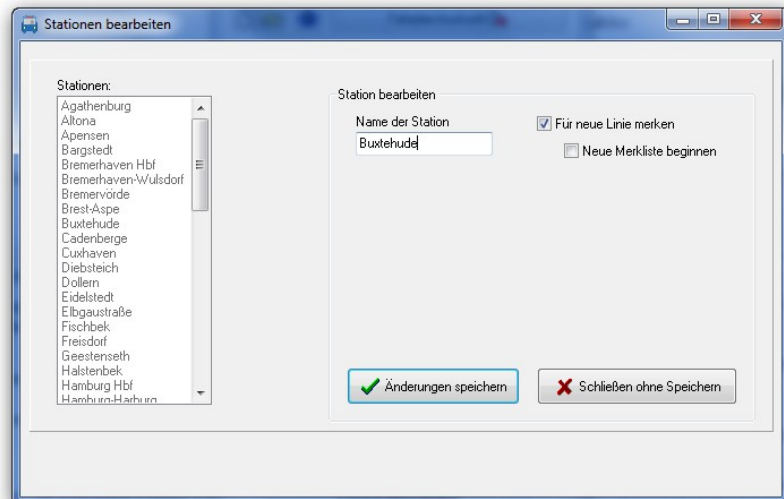 Stationen bearbeiten
Stationen:
Agathenburg
Altona
Apensen
Bargstedt
Bremerhaven Hbf
Bremerhaven-Wulsdorf
Bremervörde
Brest-Aspe
Buxtehude
Cadenberge
Cuxhaven
Diebsteich
Dollern
Eidelstedt
Elbgaustraße
Fischbek
Freisdorf
Geestenseth
Halstenbek
Hamburg Hbf
Hamburg-Harburg
Station bearbeiten
Name der Station
Buxtehude
Für neue Linie merken
Neue Merkliste beginnen
Änderungen speichern
Schließen ohne Speichern